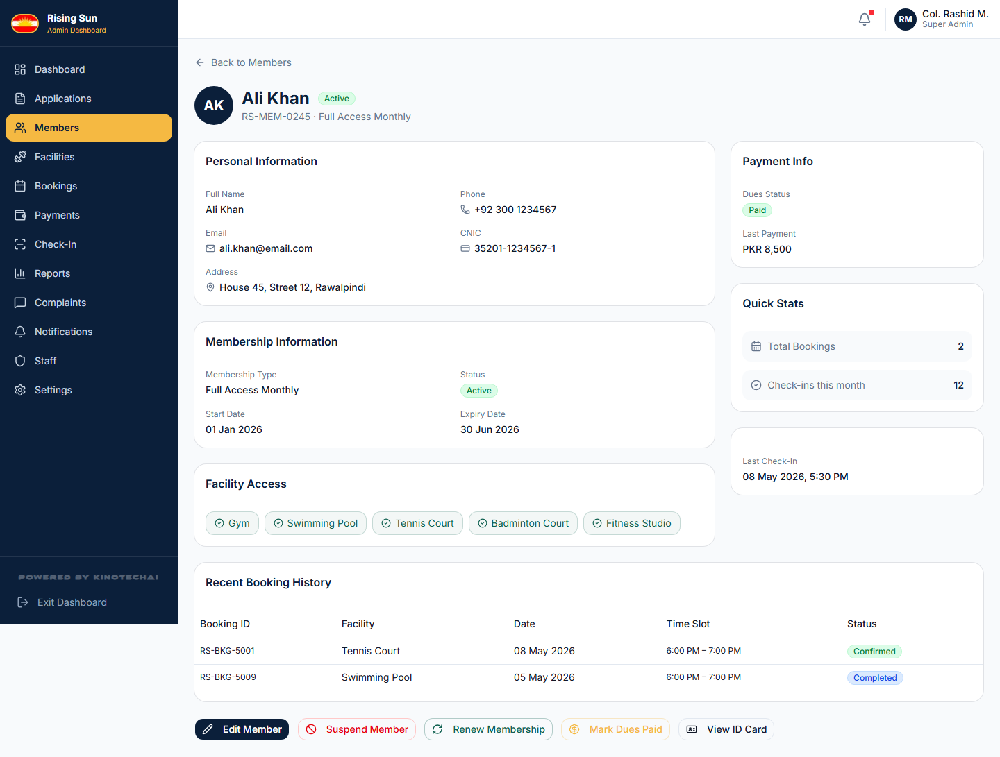 Rising Sun
Admin Dashboard
Dashboard
Applications
Members
Facilities
Bookings
Payments
Check-In
Reports
Complaints
Notifications
Staff
Settings
POWERED BY KINOTECHAI
Exit Dashboard
RM
Col. Rashid M.
Super Admin
Back to Members
AK
Ali Khan
Active
RS-MEM-0245 · Full Access Monthly
Personal Information
Full Name
Ali Khan
Phone
+92 300 1234567
Email
ali.khan@email.com
CNIC
35201-1234567-1
Address
House 45, Street 12, Rawalpindi
Membership Information
Membership Type
Full Access Monthly
Status
Active
Start Date
01 Jan 2026
Expiry Date
30 Jun 2026
Facility Access
Gym
Swimming Pool
Tennis Court
Badminton Court
Fitness Studio
Payment Info
Dues Status
Paid
Last Payment
PKR 8,500
Quick Stats
Total Bookings 2
Check-ins this month 12
Last Check-In
08 May 2026, 5:30 PM
Recent Booking History
Booking ID Facility Date Time Slot Status
RS-BKG-5001 Tennis Court 08 May 2026 6:00 PM – 7:00 PM Confirmed
RS-BKG-5009 Swimming Pool 05 May 2026 6:00 PM – 7:00 PM Completed
Edit Member
Suspend Member
Renew Membership
Mark Dues Paid
View ID Card